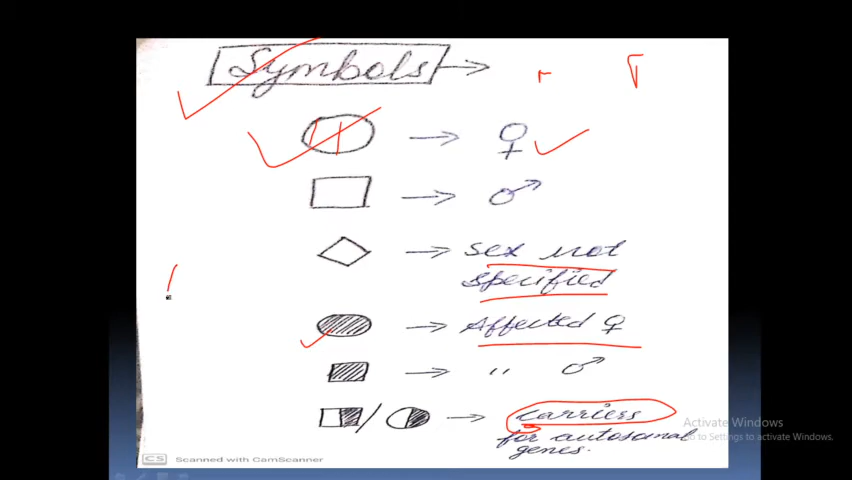 Symbols →
→ ♀
→ ♂
→ Sex not
specified
→ Affected ♀
→ " ♂
/ → carriers
for autosomal
genes.
Activate Windows
Go to Settings to activate Windows.
CS Scanned with CamScanner